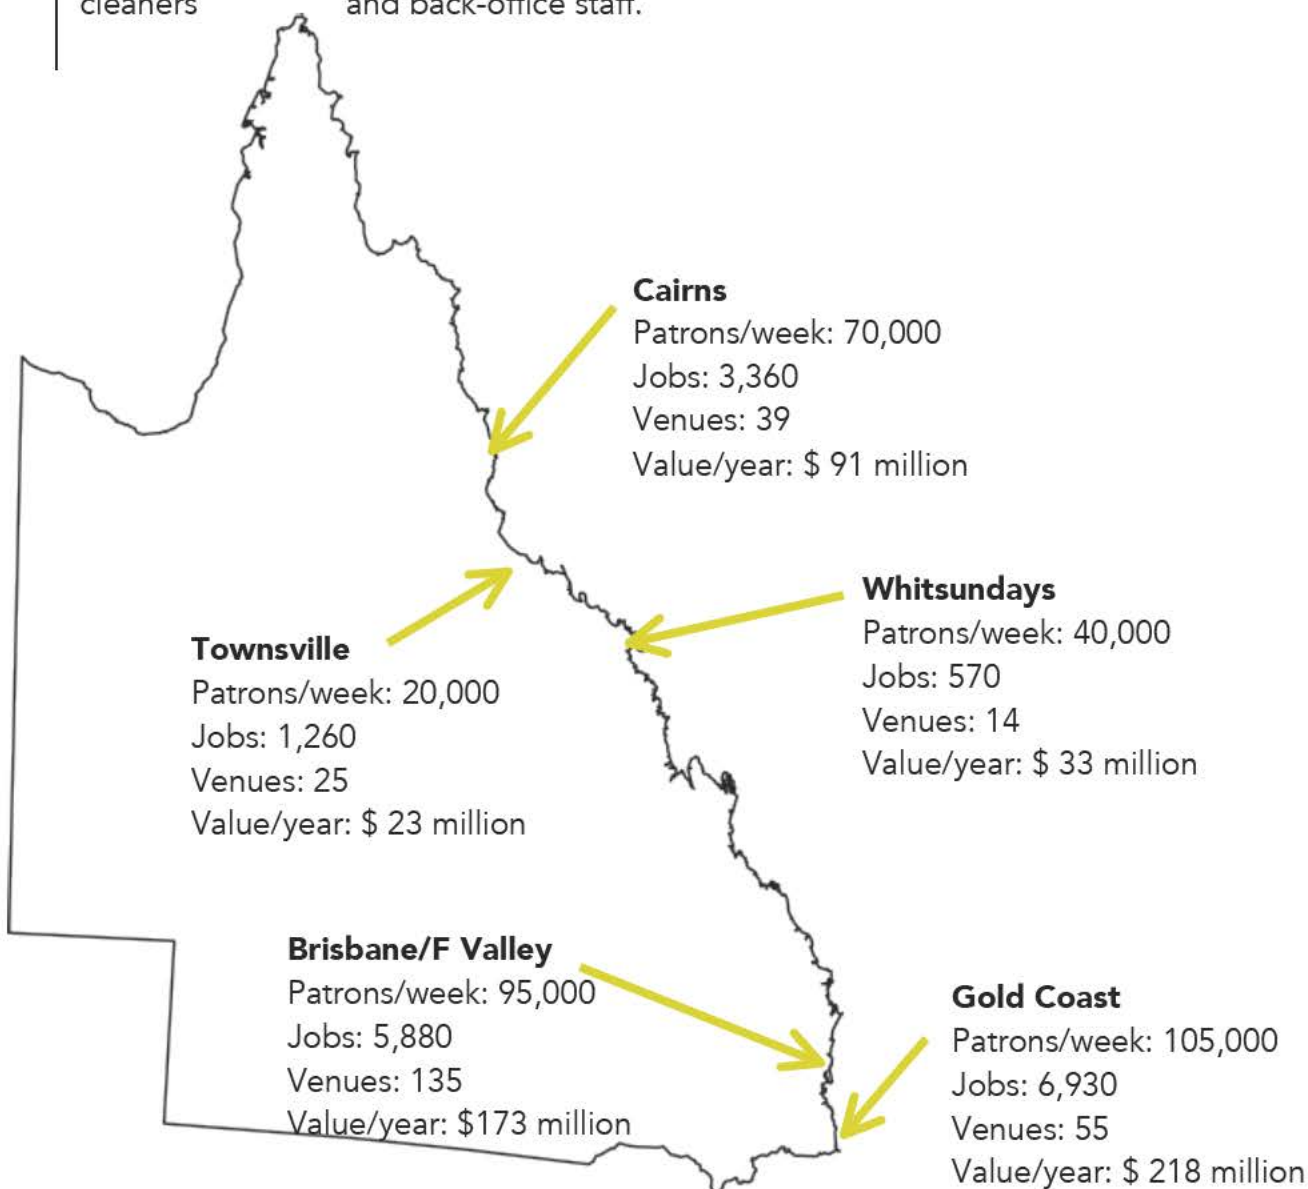 cleaners and back-office staff.
Cairns
Patrons/week: 70,000
Jobs: 3,360
Venues: 39
Value/year: $ 91 million
Whitsundays
Patrons/week: 40,000
Jobs: 570
Venues: 14
Value/year: $ 33 million
Townsville
Patrons/week: 20,000
Jobs: 1,260
Venues: 25
Value/year: $ 23 million
Brisbane/F Valley
Patrons/week: 95,000
Jobs: 5,880
Venues: 135
Value/year: $173 million
Gold Coast
Patrons/week: 105,000
Jobs: 6,930
Venues: 55
Value/year: $ 218 million